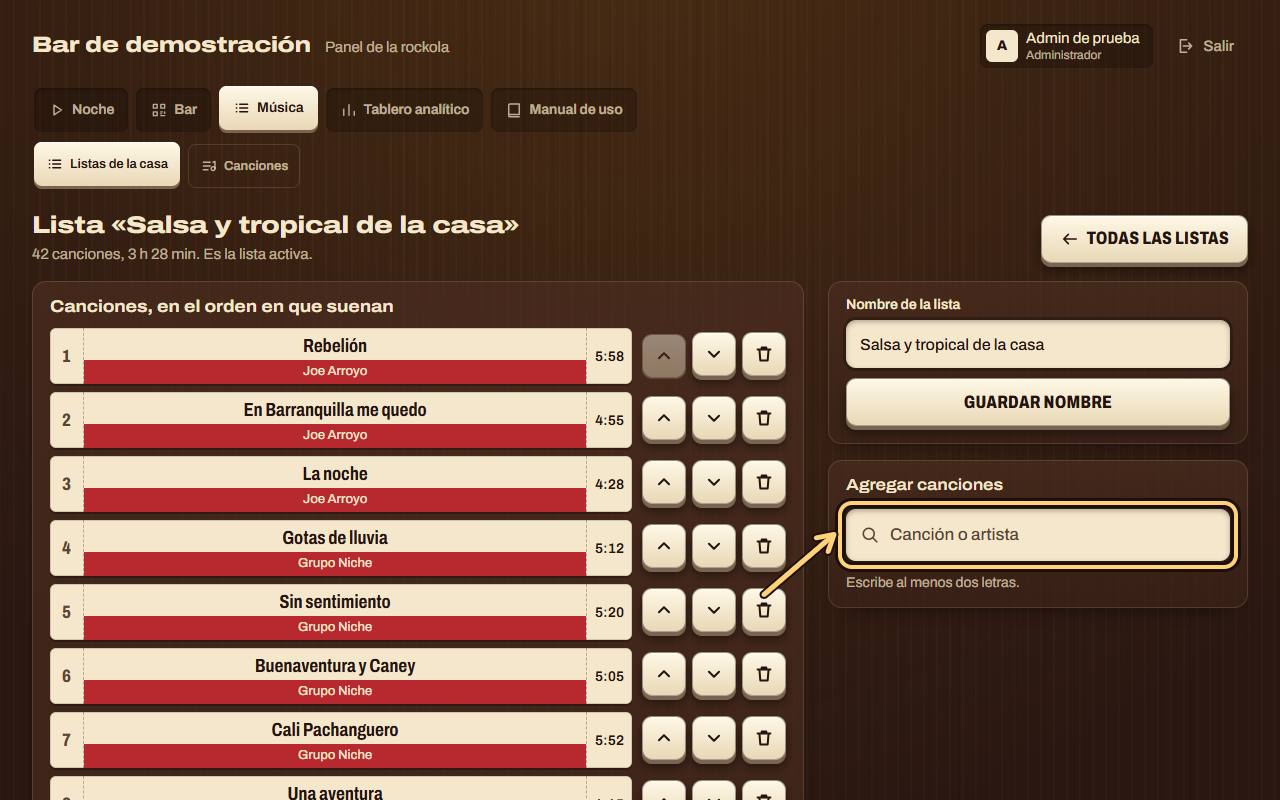 Bar de demostración Panel de la rockola
A Admin de prueba
Administrador
Salir
Noche Bar Música Tablero analítico Manual de uso
Listas de la casa Canciones
Lista «Salsa y tropical de la casa»
42 canciones, 3 h 28 min. Es la lista activa.
TODAS LAS LISTAS
Canciones, en el orden en que suenan
1 Rebelión 5:58
Joe Arroyo
2 En Barranquilla me quedo 4:55
Joe Arroyo
3 La noche 4:28
Joe Arroyo
4 Gotas de lluvia 5:12
Grupo Niche
5 Sin sentimiento 5:20
Grupo Niche
6 Buenaventura y Caney 5:05
Grupo Niche
7 Cali Pachanguero 5:52
Grupo Niche
Una aventura
Nombre de la lista
Salsa y tropical de la casa
GUARDAR NOMBRE
Agregar canciones
Canción o artista
Escribe al menos dos letras.